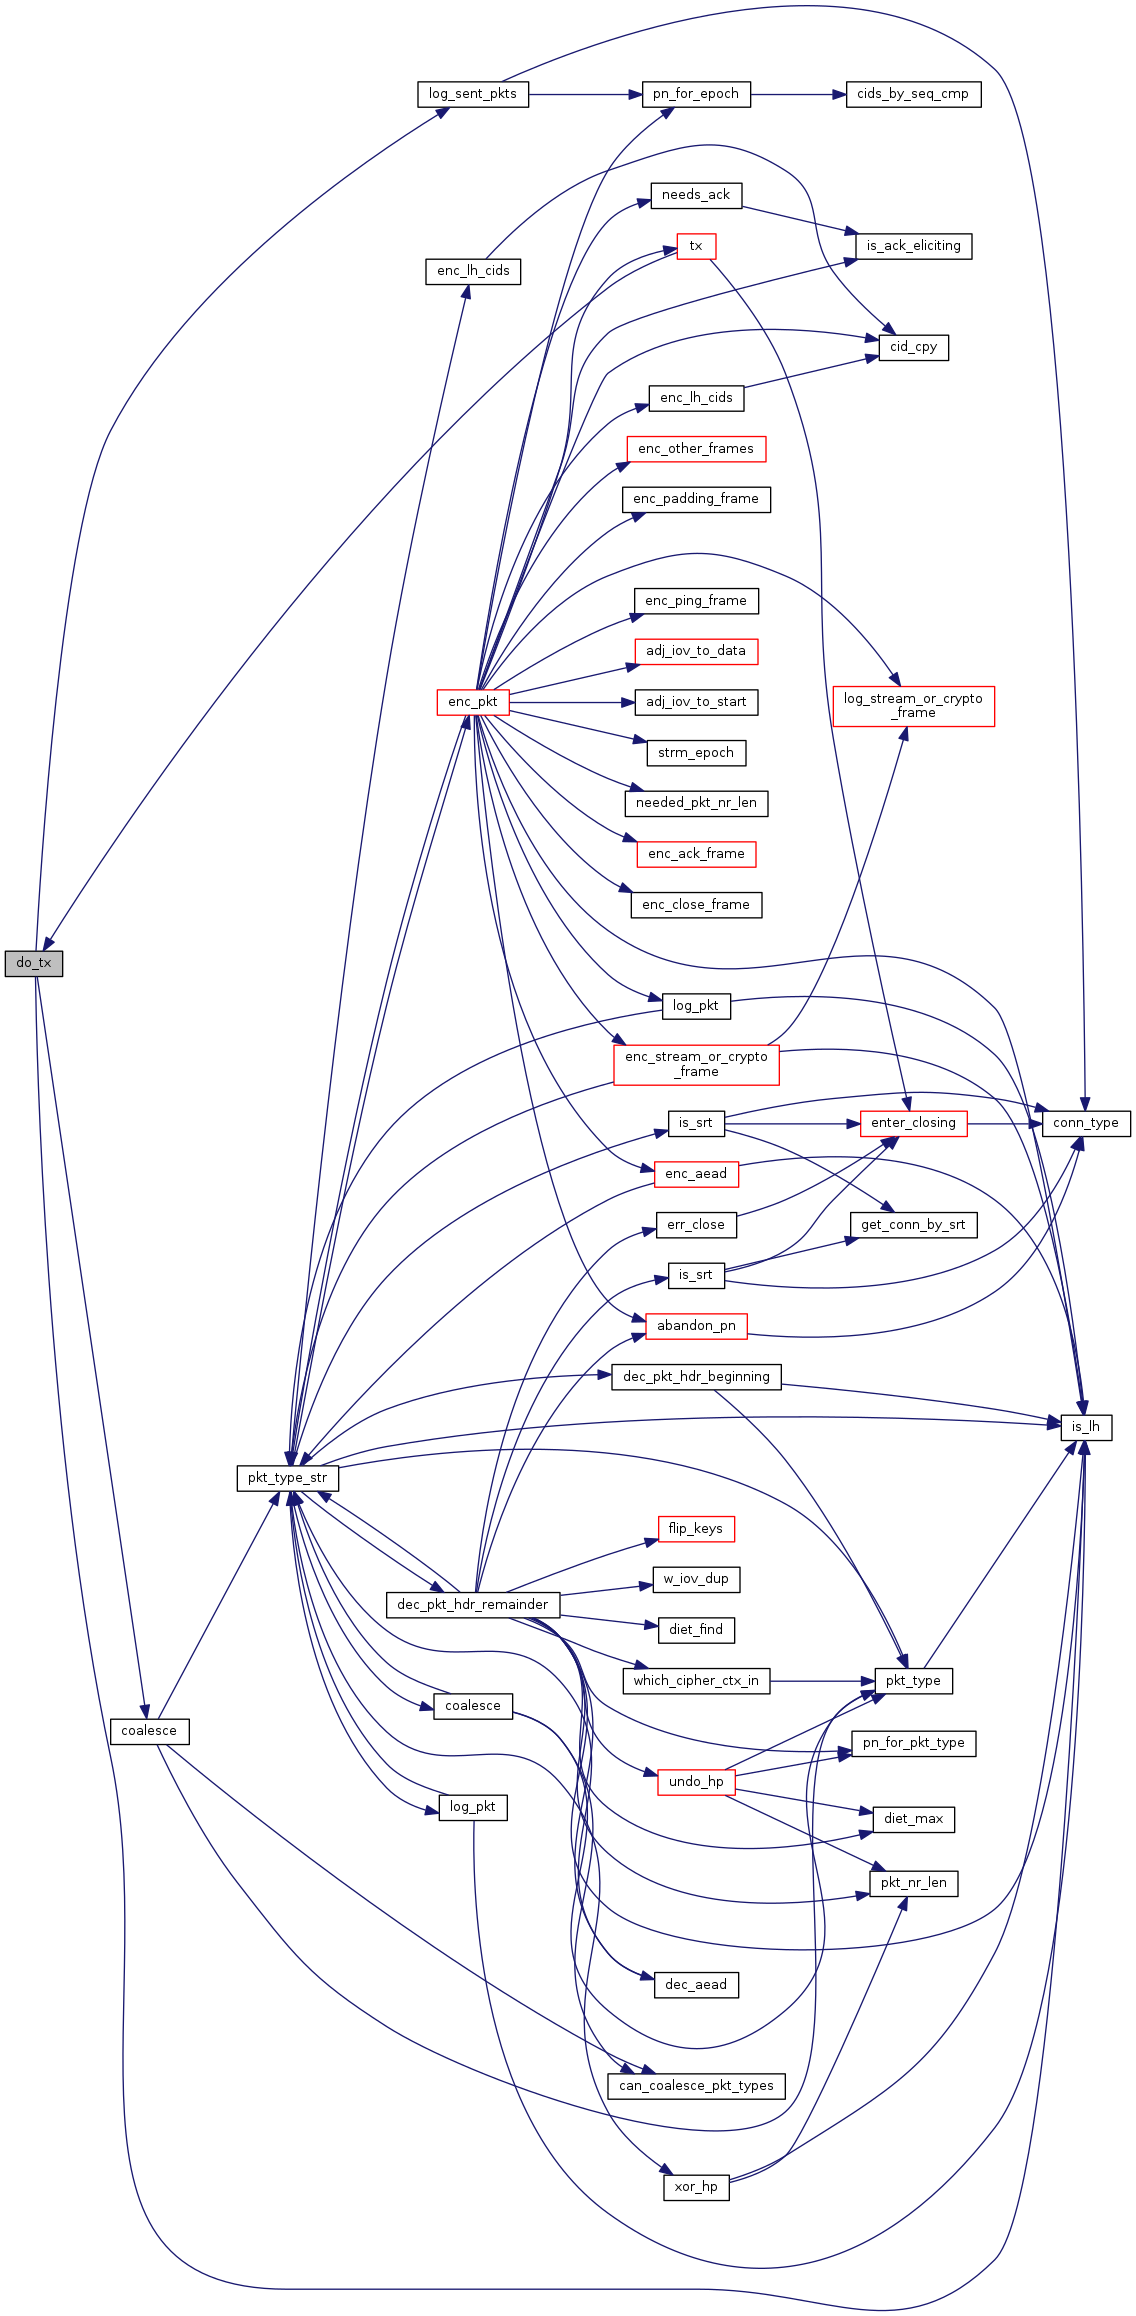 log_sent_pkts
pn_for_epoch
cids_by_seq_cmp
needs_ack
tx
is_ack_eliciting
enc_lh_cids
cid_cpy
enc_lh_cids
enc_other_frames
enc_padding_frame
enc_ping_frame
adj_iov_to_data
enc_pkt
adj_iov_to_start
log_stream_or_crypto
_frame
strm_epoch
needed_pkt_nr_len
enc_ack_frame
enc_close_frame
do_tx
log_pkt
enc_stream_or_crypto
_frame
is_srt
enter_closing
conn_type
enc_aead
err_close
get_conn_by_srt
is_srt
abandon_pn
dec_pkt_hdr_beginning
is_lh
pkt_type_str
flip_keys
w_iov_dup
dec_pkt_hdr_remainder
diet_find
which_cipher_ctx_in
pkt_type
coalesce
coalesce
pn_for_pkt_type
undo_hp
log_pkt
diet_max
pkt_nr_len
dec_aead
can_coalesce_pkt_types
xor_hp